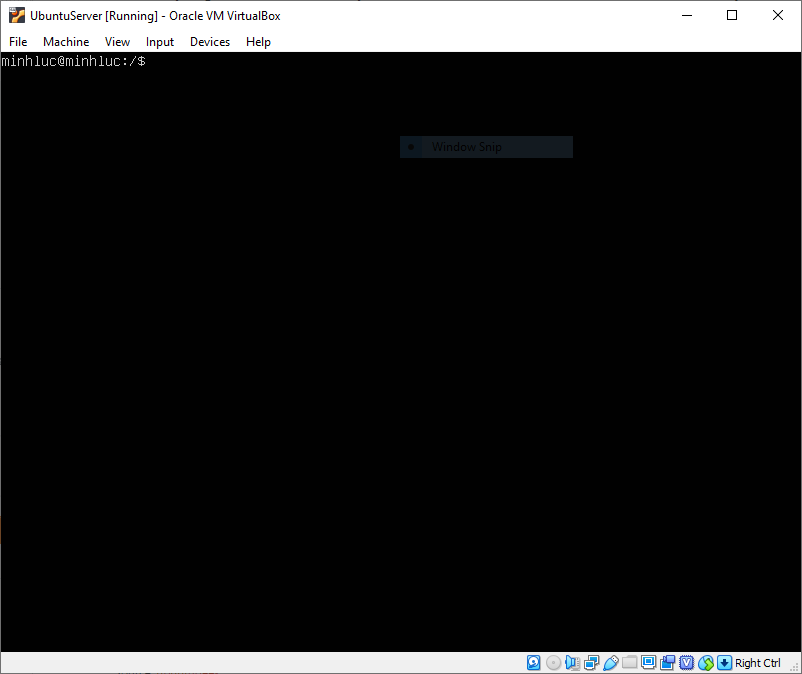 UbuntuServer [Running] - Oracle VM VirtualBox
File Machine View Input Devices Help
minhluc@minhluc:/$
Window Snip
Right Ctrl